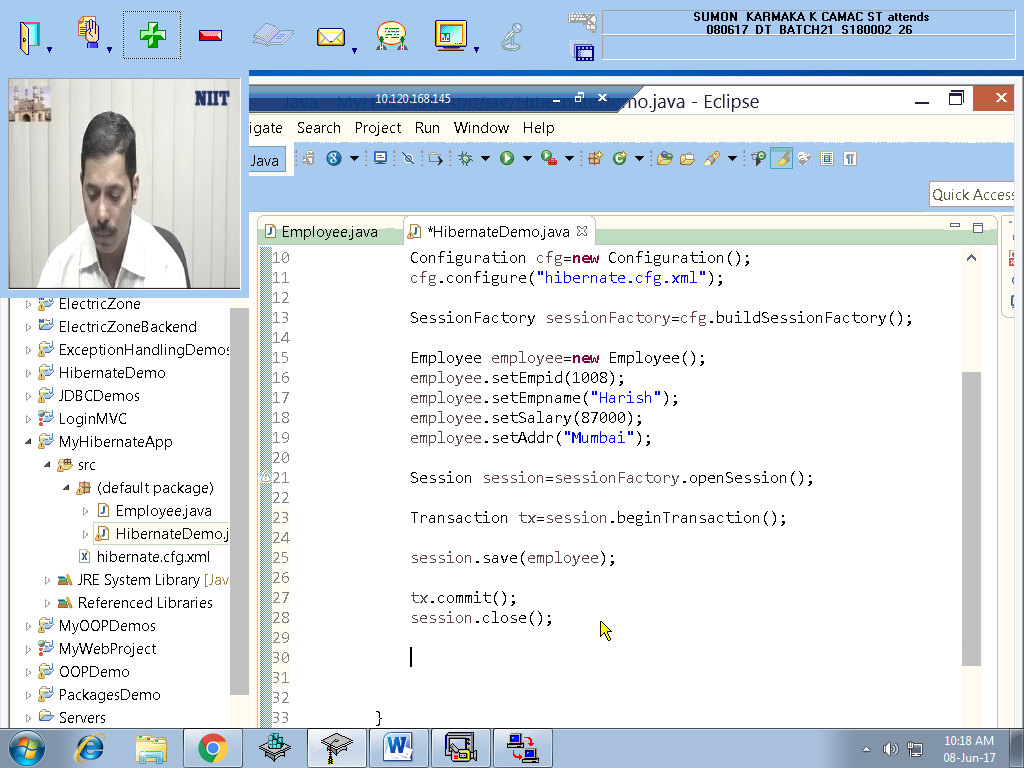 SUMON KARMAKA K CAMAC ST attends
080617_DT_BATCH21_S180002_26
NIIT
10.120.168.145
Java - MyHibernateApp/src/HibernateDemo.java - Eclipse
igate Search Project Run Window Help
Java
Quick Access
Employee.java
*HibernateDemo.java
10 Configuration cfg=new Configuration();
11 cfg.configure("hibernate.cfg.xml");
12
13 SessionFactory sessionFactory=cfg.buildSessionFactory();
14
15 Employee employee=new Employee();
16 employee.setEmpid(1008);
17 employee.setEmpname("Harish");
18 employee.setSalary(87000);
19 employee.setAddr("Mumbai");
20
21 Session session=sessionFactory.openSession();
22
23 Transaction tx=session.beginTransaction();
24
25 session.save(employee);
26
27 tx.commit();
28 session.close();
29
30
31
32
33 }
ElectricZone
ElectricZoneBackend
ExceptionHandlingDemos
HibernateDemo
JDBCDemos
LoginMVC
MyHibernateApp
src
(default package)
Employee.java
HibernateDemo.j
hibernate.cfg.xml
JRE System Library [Jav
Referenced Libraries
MyOOPDemos
MyWebProject
OOPDemo
PackagesDemo
Servers
10:18 AM
08-Jun-17